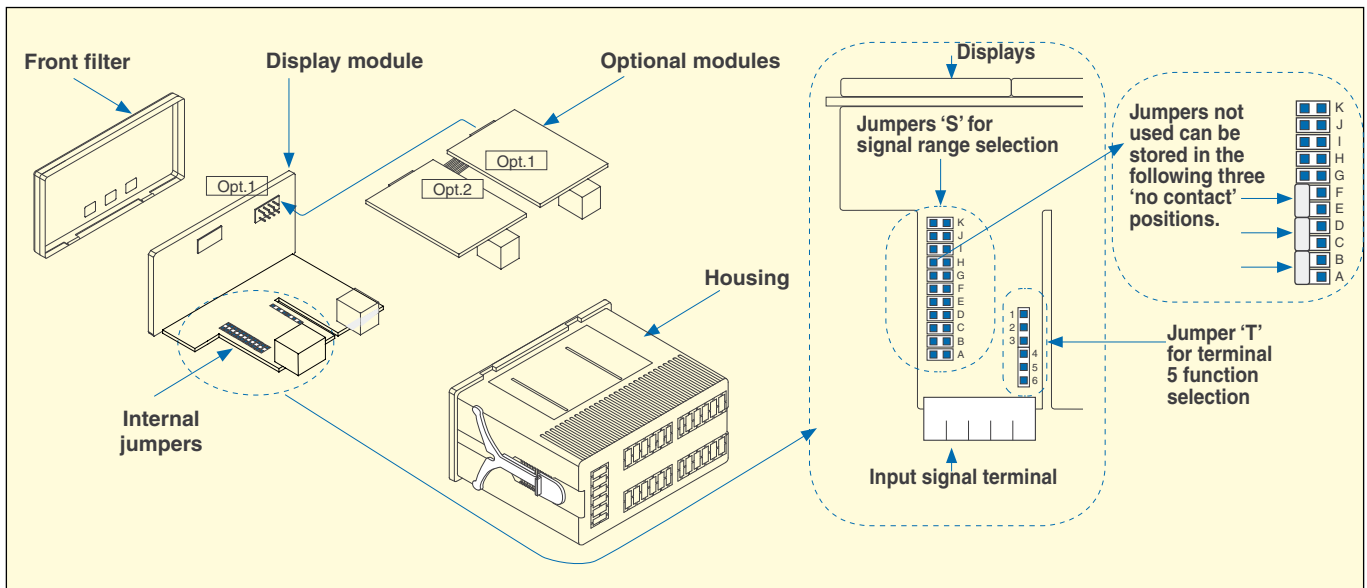 Front filter
Display module
Optional modules
Opt.1
Opt.1
Opt.2
Housing
Internal
jumpers
Displays
Jumpers ‘S’ for
signal range selection
K
J
I
H
G
F
E
D
C
B
A
1
2
3
4
5
6
Input signal terminal
Jumpers not
used can be
stored in the
following three
‘no contact’
positions.
K
J
I
H
G
F
E
D
C
B
A
Jumper ‘T’
for terminal
5 function
selection